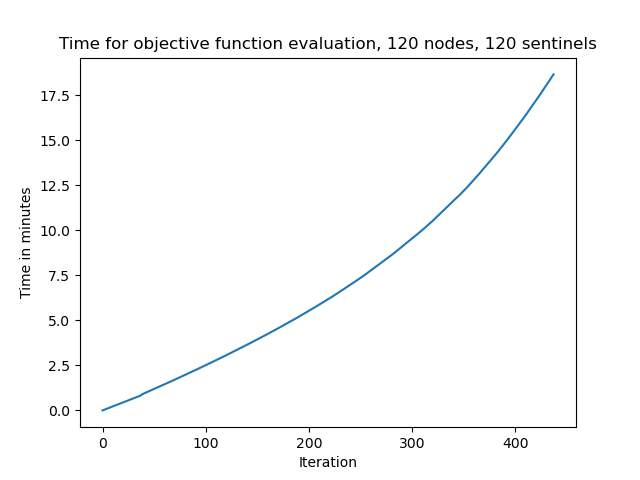 Time for objective function evaluation, 120 nodes, 120 sentinels
Time in minutes
17.5
15.0
12.5
10.0
7.5
5.0
2.5
0.0
0 100 200 300 400
Iteration